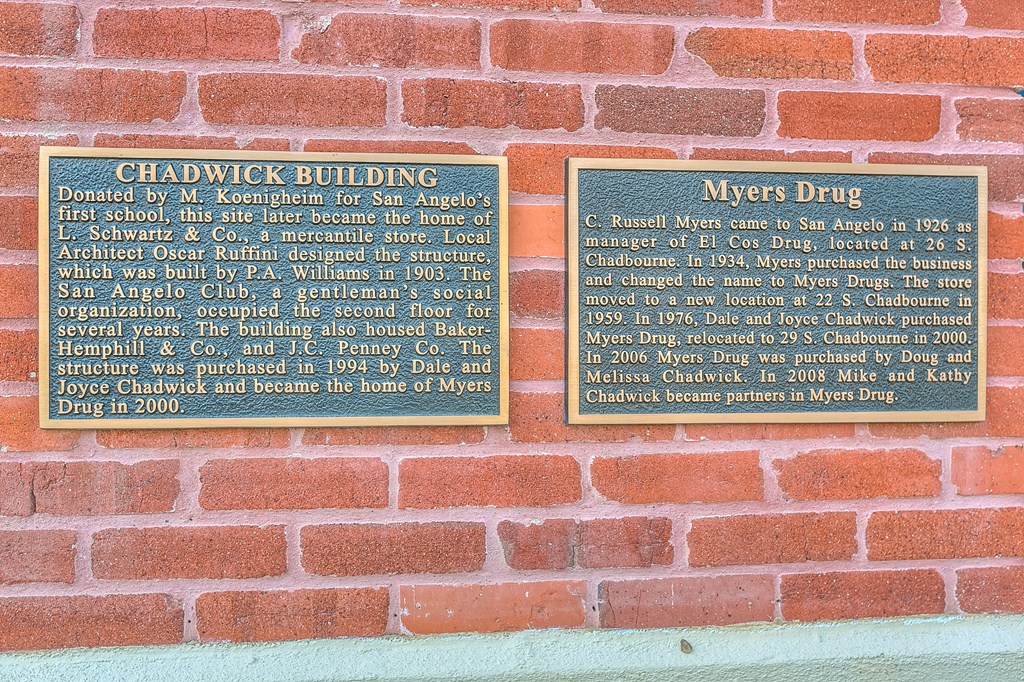 CHADWICK BUILDING
Donated by M. Koenigheim for San Angelo's
first school, this site later became the home of
L. Schwartz & Co., a mercantile store. Local
Architect Oscar Ruffini designed the structure,
which was built by P.A. Williams in 1903. The
San Angelo Club, a gentleman's social
organization, occupied the second floor for
several years. The building also housed Baker-
Hemphill & Co., and J.C. Penney Co. The
structure was purchased in 1994 by Dale and
Joyce Chadwick and became the home of Myers
Drug in 2000.
Myers Drug
C. Russell Myers came to San Angelo in 1926 as
manager of El Cos Drug, located at 26 S.
Chadbourne. In 1934, Myers purchased the business
and changed the name to Myers Drugs. The store
moved to a new location at 22 S. Chadbourne in
1959. In 1976, Dale and Joyce Chadwick purchased
Myers Drug, relocated to 29 S. Chadbourne in 2000.
In 2006 Myers Drug was purchased by Doug and
Melissa Chadwick. In 2008 Mike and Kathy
Chadwick became partners in Myers Drug.